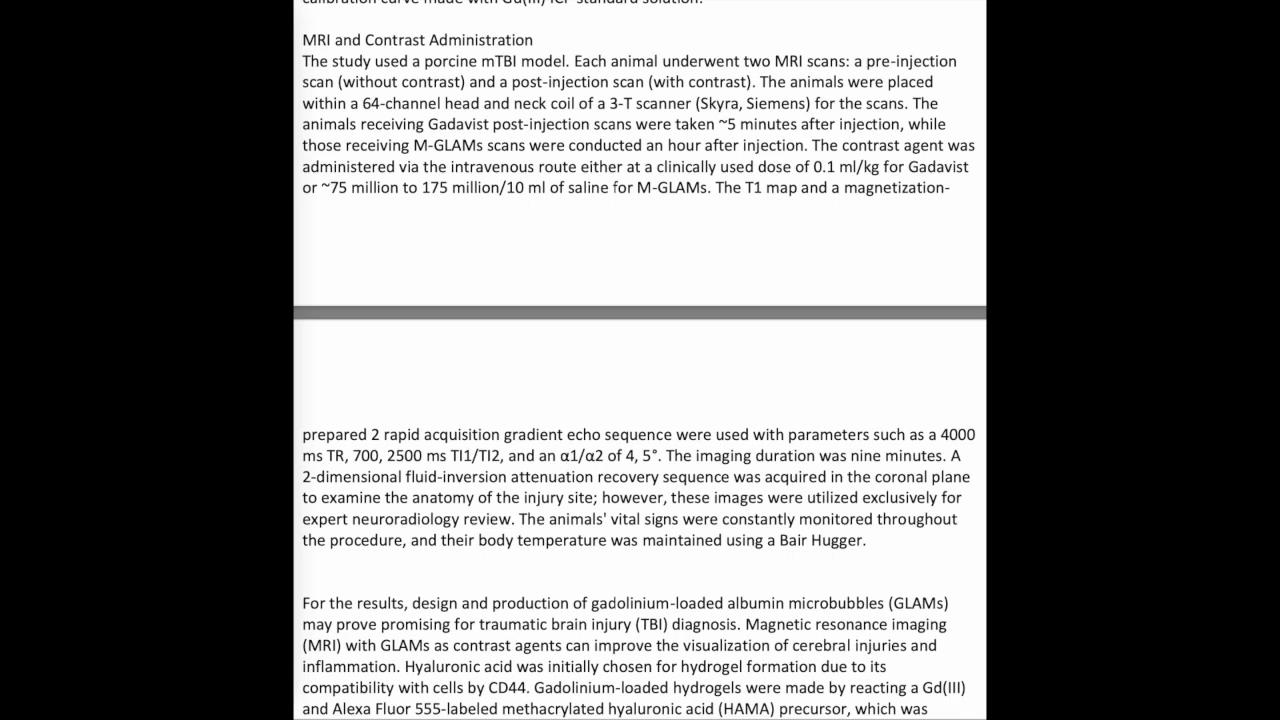 calibration curve made with Gd(III) ICP standard solution.
MRI and Contrast Administration
The study used a porcine mTBI model. Each animal underwent two MRI scans: a pre-injection
scan (without contrast) and a post-injection scan (with contrast). The animals were placed
within a 64-channel head and neck coil of a 3-T scanner (Skyra, Siemens) for the scans. The
animals receiving Gadavist post-injection scans were taken ~5 minutes after injection, while
those receiving M-GLAMs scans were conducted an hour after injection. The contrast agent was
administered via the intravenous route either at a clinically used dose of 0.1 ml/kg for Gadavist
or ~75 million to 175 million/10 ml of saline for M-GLAMs. The T1 map and a magnetization-
prepared 2 rapid acquisition gradient echo sequence were used with parameters such as a 4000
ms TR, 700, 2500 ms TI1/TI2, and an α1/α2 of 4, 5°. The imaging duration was nine minutes. A
2-dimensional fluid-inversion attenuation recovery sequence was acquired in the coronal plane
to examine the anatomy of the injury site; however, these images were utilized exclusively for
expert neuroradiology review. The animals' vital signs were constantly monitored throughout
the procedure, and their body temperature was maintained using a Bair Hugger.
For the results, design and production of gadolinium-loaded albumin microbubbles (GLAMs)
may prove promising for traumatic brain injury (TBI) diagnosis. Magnetic resonance imaging
(MRI) with GLAMs as contrast agents can improve the visualization of cerebral injuries and
inflammation. Hyaluronic acid was initially chosen for hydrogel formation due to its
compatibility with cells by CD44. Gadolinium-loaded hydrogels were made by reacting a Gd(III)
and Alexa Fluor 555-labeled methacrylated hyaluronic acid (HAMA) precursor, which was